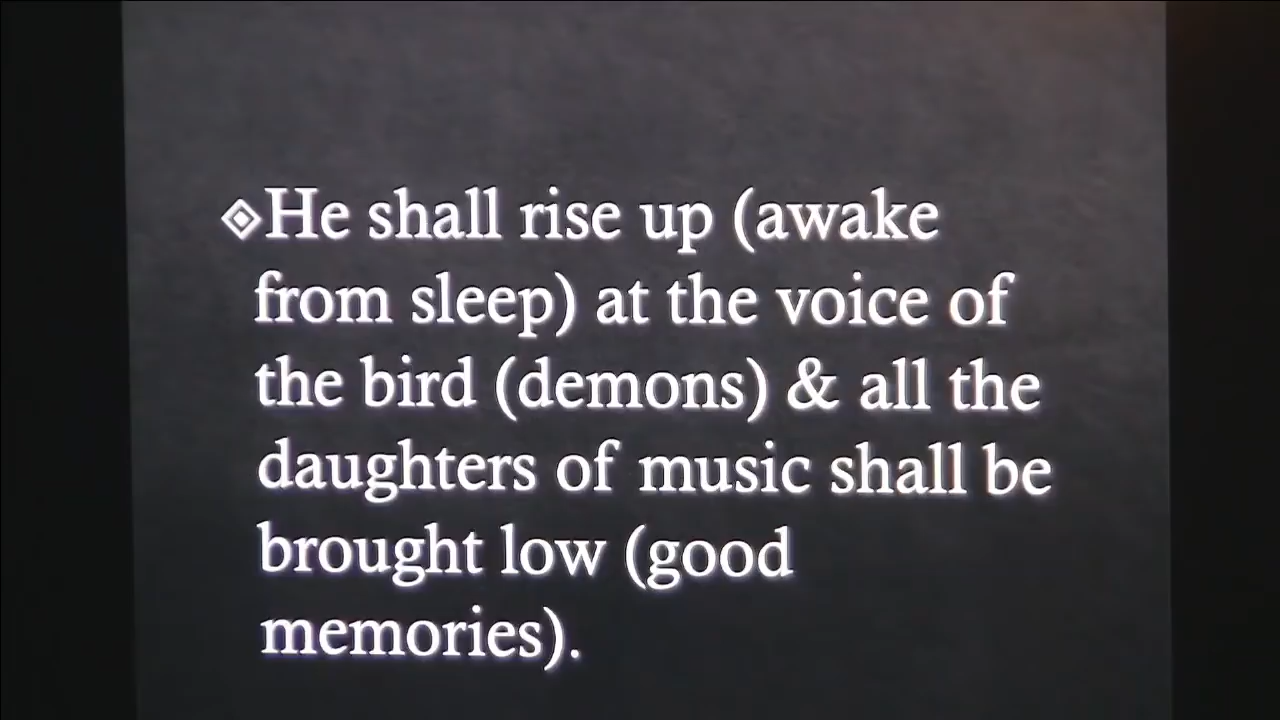 He shall rise up (awake
from sleep) at the voice of
the bird (demons) & all the
daughters of music shall be
brought low (good
memories).